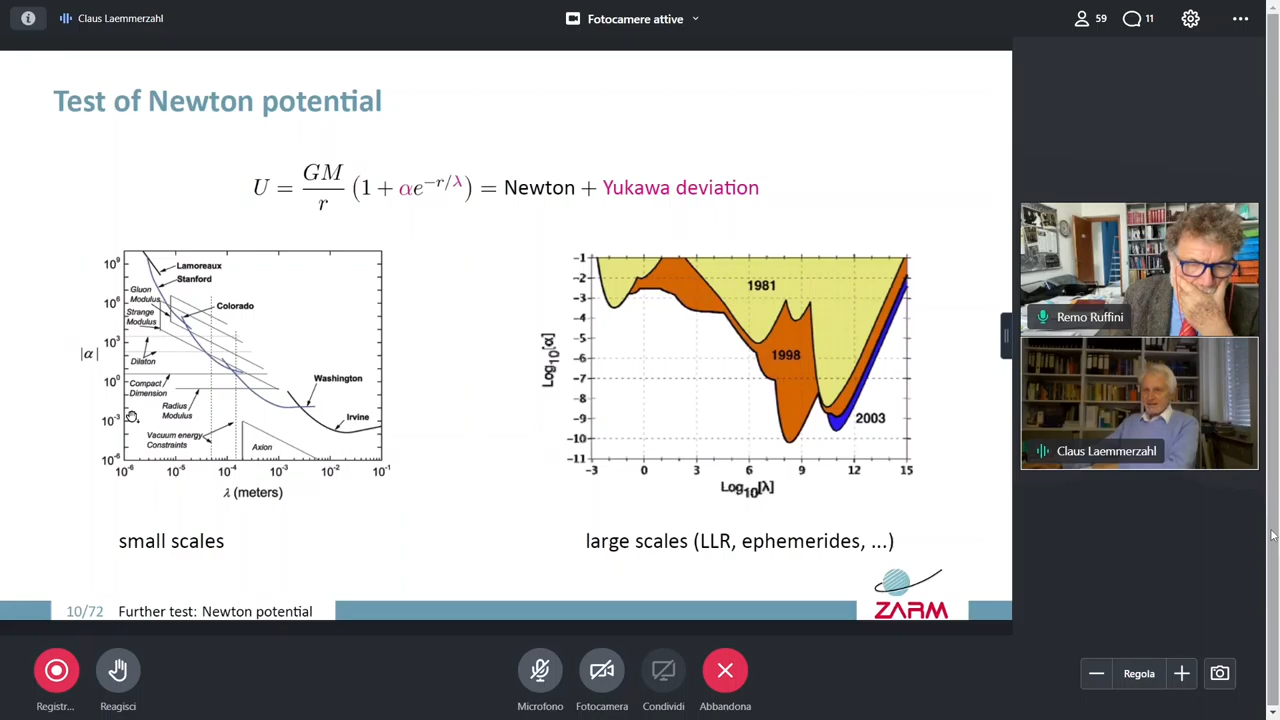 Claus Laemmerzahl
Fotocamere attive
59
11
Test of Newton potential
U = GM/r (1 + αe^{−r/λ}) = Newton + Yukawa deviation
10^9
10^6
10^3
10^0
10^-3
10^-6
|α|
Lamoreaux
Stanford
Gluon
Modulus
Strange
Modulus
Colorado
Dilaton
Compact
Dimension
Washington
Radius
Modulus
Irvine
Vacuum energy
Constraints
Axion
10^-6 10^-5 10^-4 10^-3 10^-2 10^-1
λ (meters)
small scales
-1
-2
-3
-4
-5
-6
-7
-8
-9
-10
-11
Log10[α]
1981
1998
2003
-3 0 3 6 9 12 15
Log10[λ]
large scales (LLR, ephemerides, ...)
10/72 Further test: Newton potential
ZARM
Remo Ruffini
Claus Laemmerzahl
Registr...
Reagisci
Microfono
Fotocamera
Condividi
Abbandona
Regola